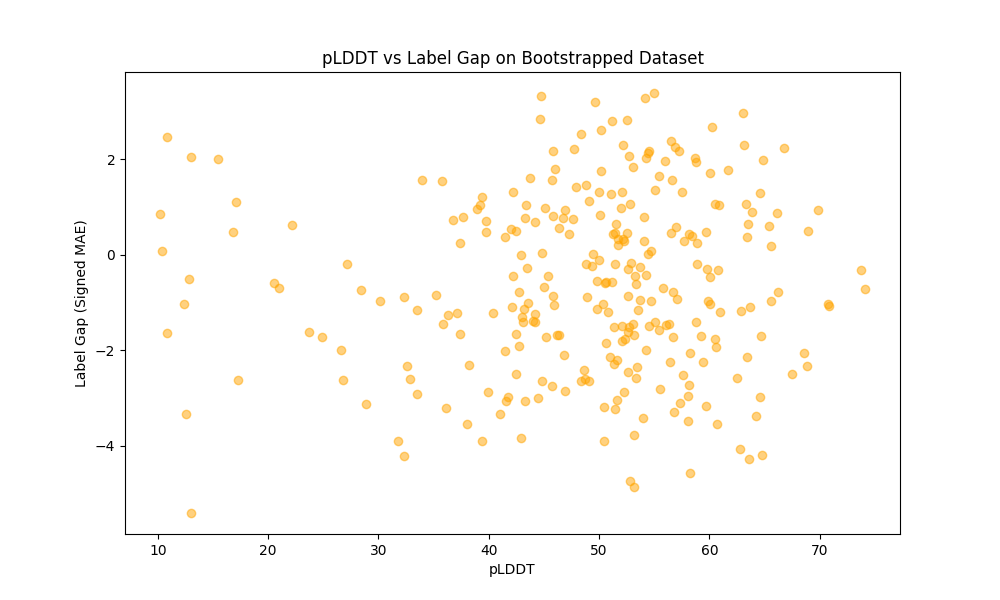 pLDDT vs Label Gap on Bootstrapped Dataset
Label Gap (Signed MAE)
2
0
−2
−4
10 20 30 40 50 60 70
pLDDT